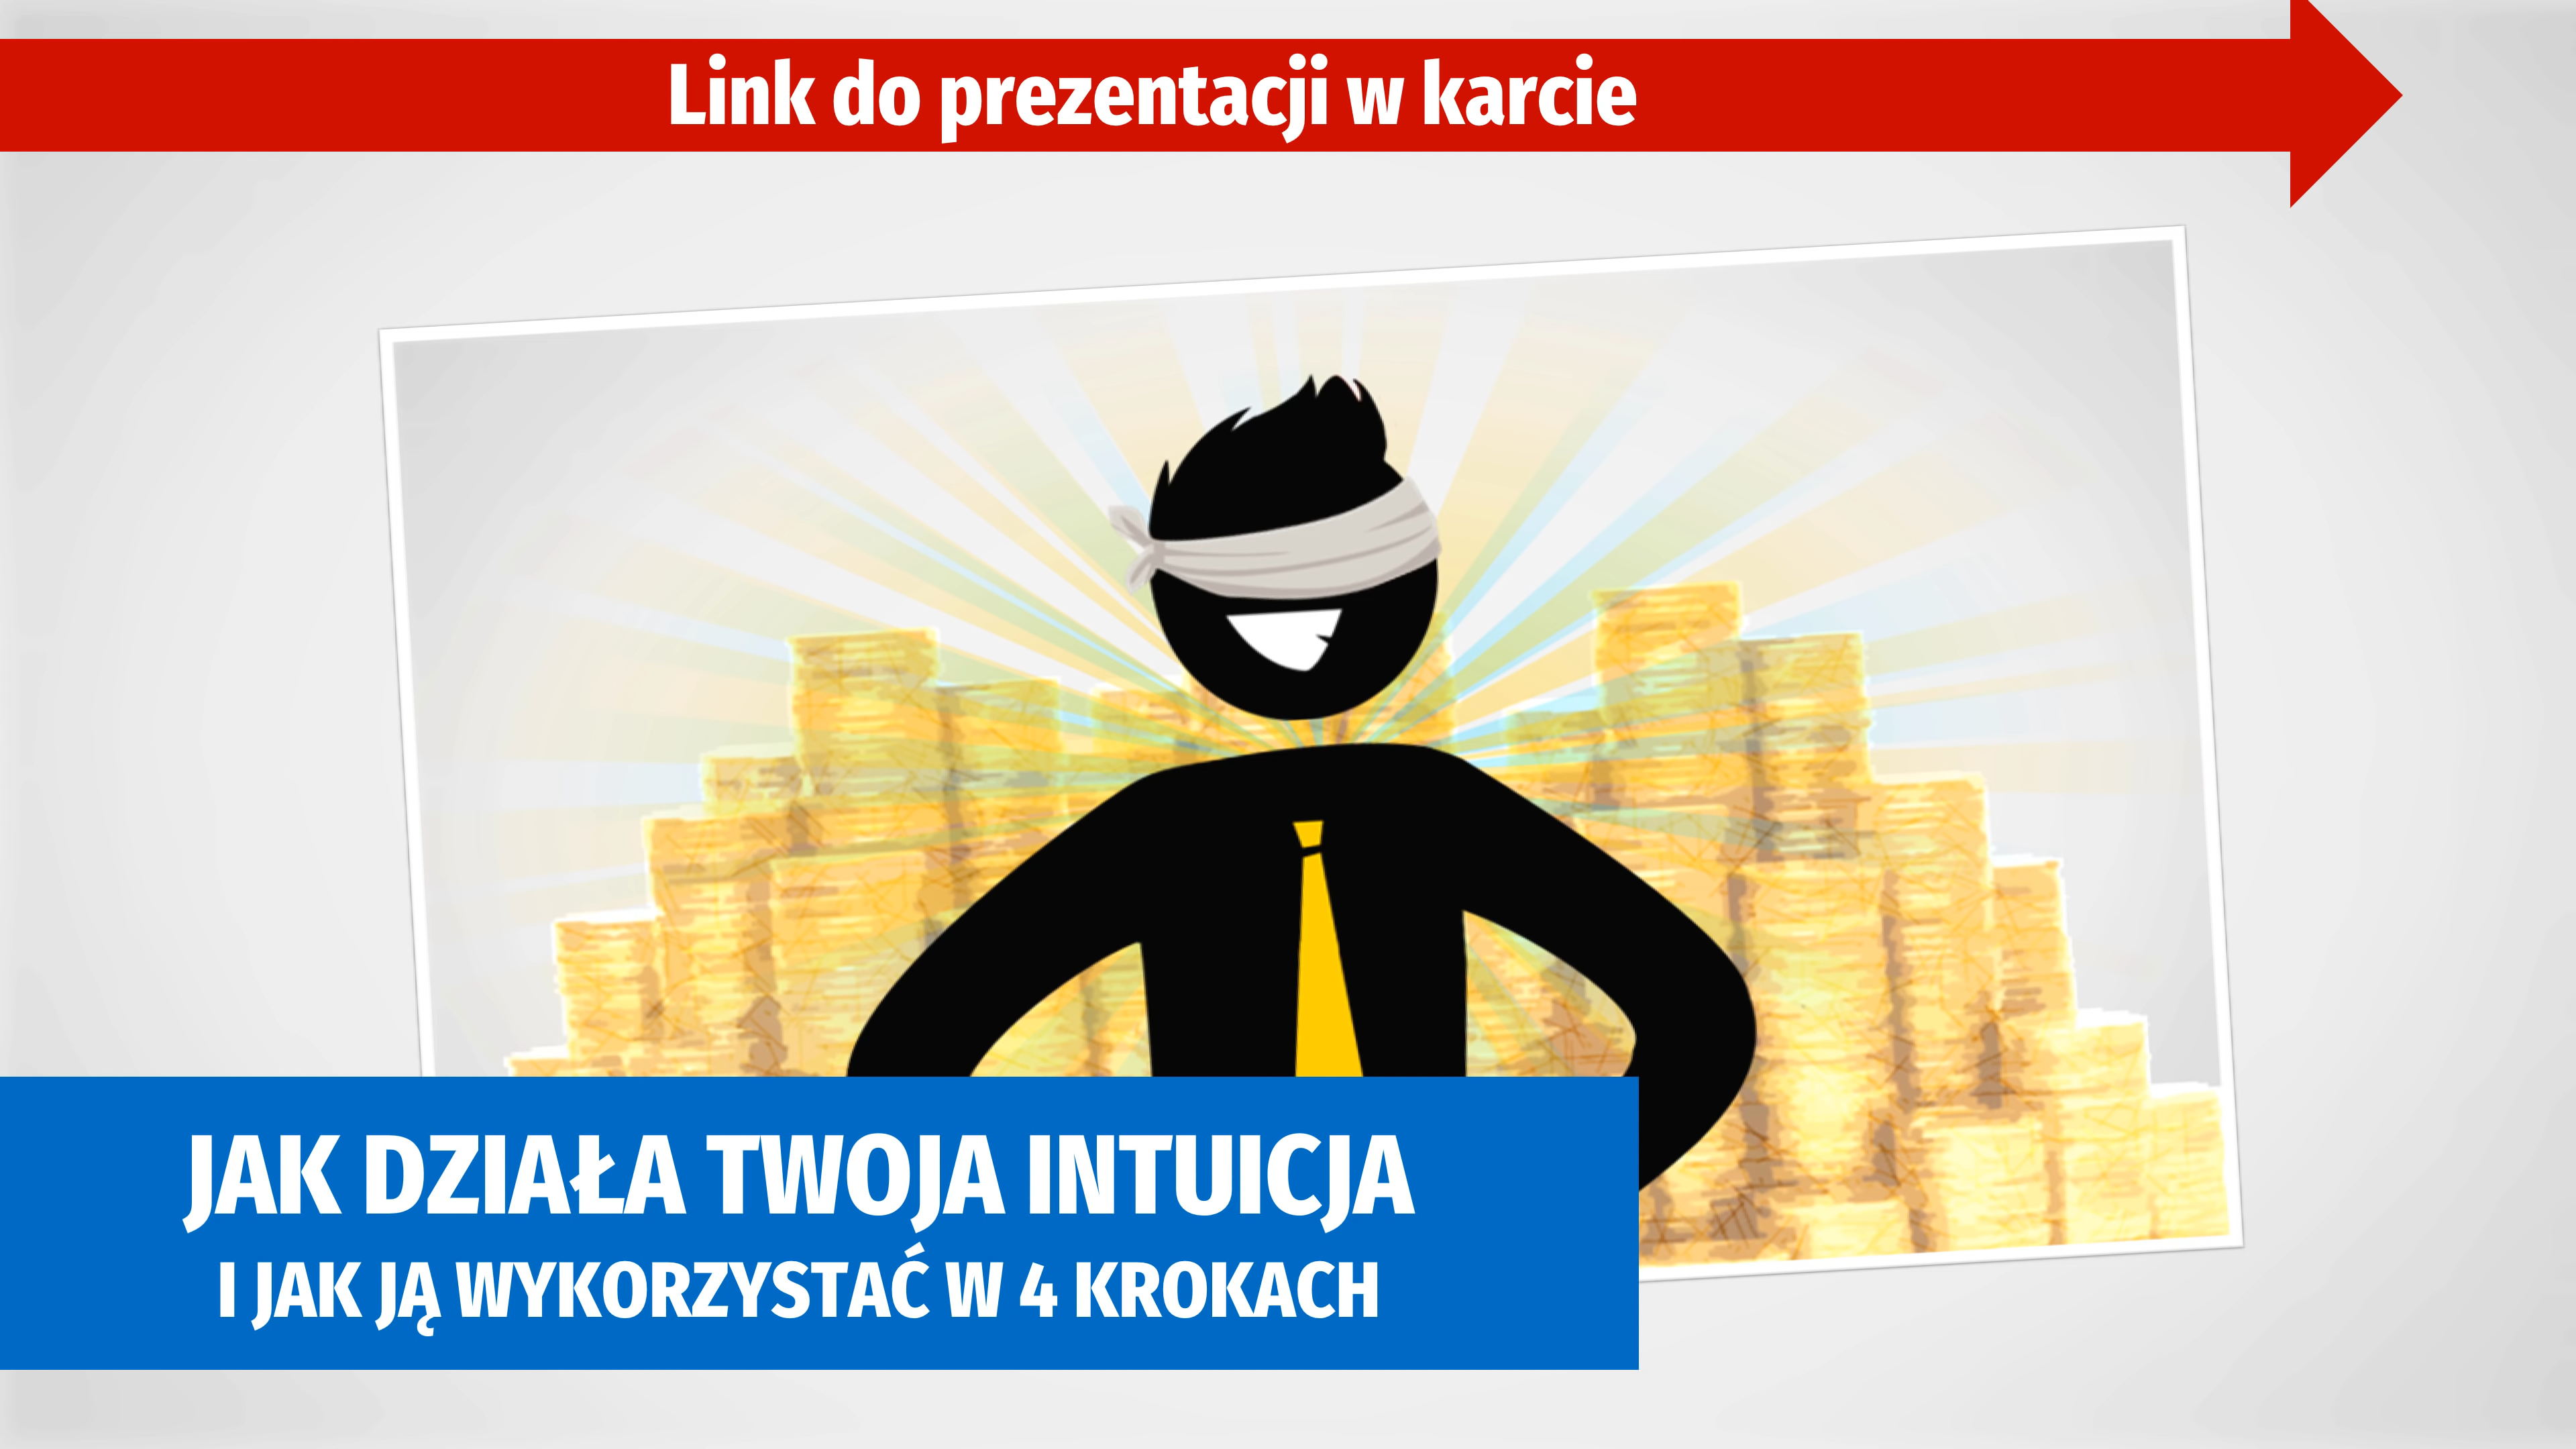 Link do prezentacji w karcie
JAK DZIAŁA TWOJA INTUICJA
I JAK JĄ WYKORZYSTAĆ W 4 KROKACH